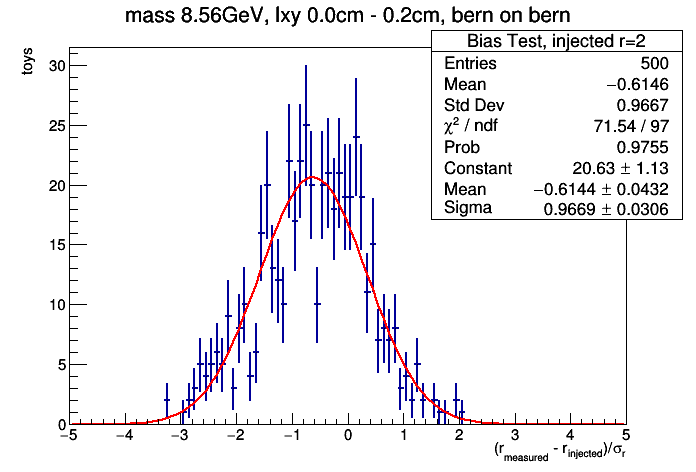 mass 8.56GeV, lxy 0.0cm - 0.2cm, bern on bern
toys
Bias Test, injected r=2
Entries 500
Mean −0.6146
Std Dev 0.9667
χ² / ndf 71.54 / 97
Prob 0.9755
Constant 20.63 ± 1.13
Mean −0.6144 ± 0.0432
Sigma 0.9669 ± 0.0306
30
25
20
15
10
5
0
−5 −4 −3 −2 −1 0 1 2 3 4 5
(r_measured - r_injected)/σ_r